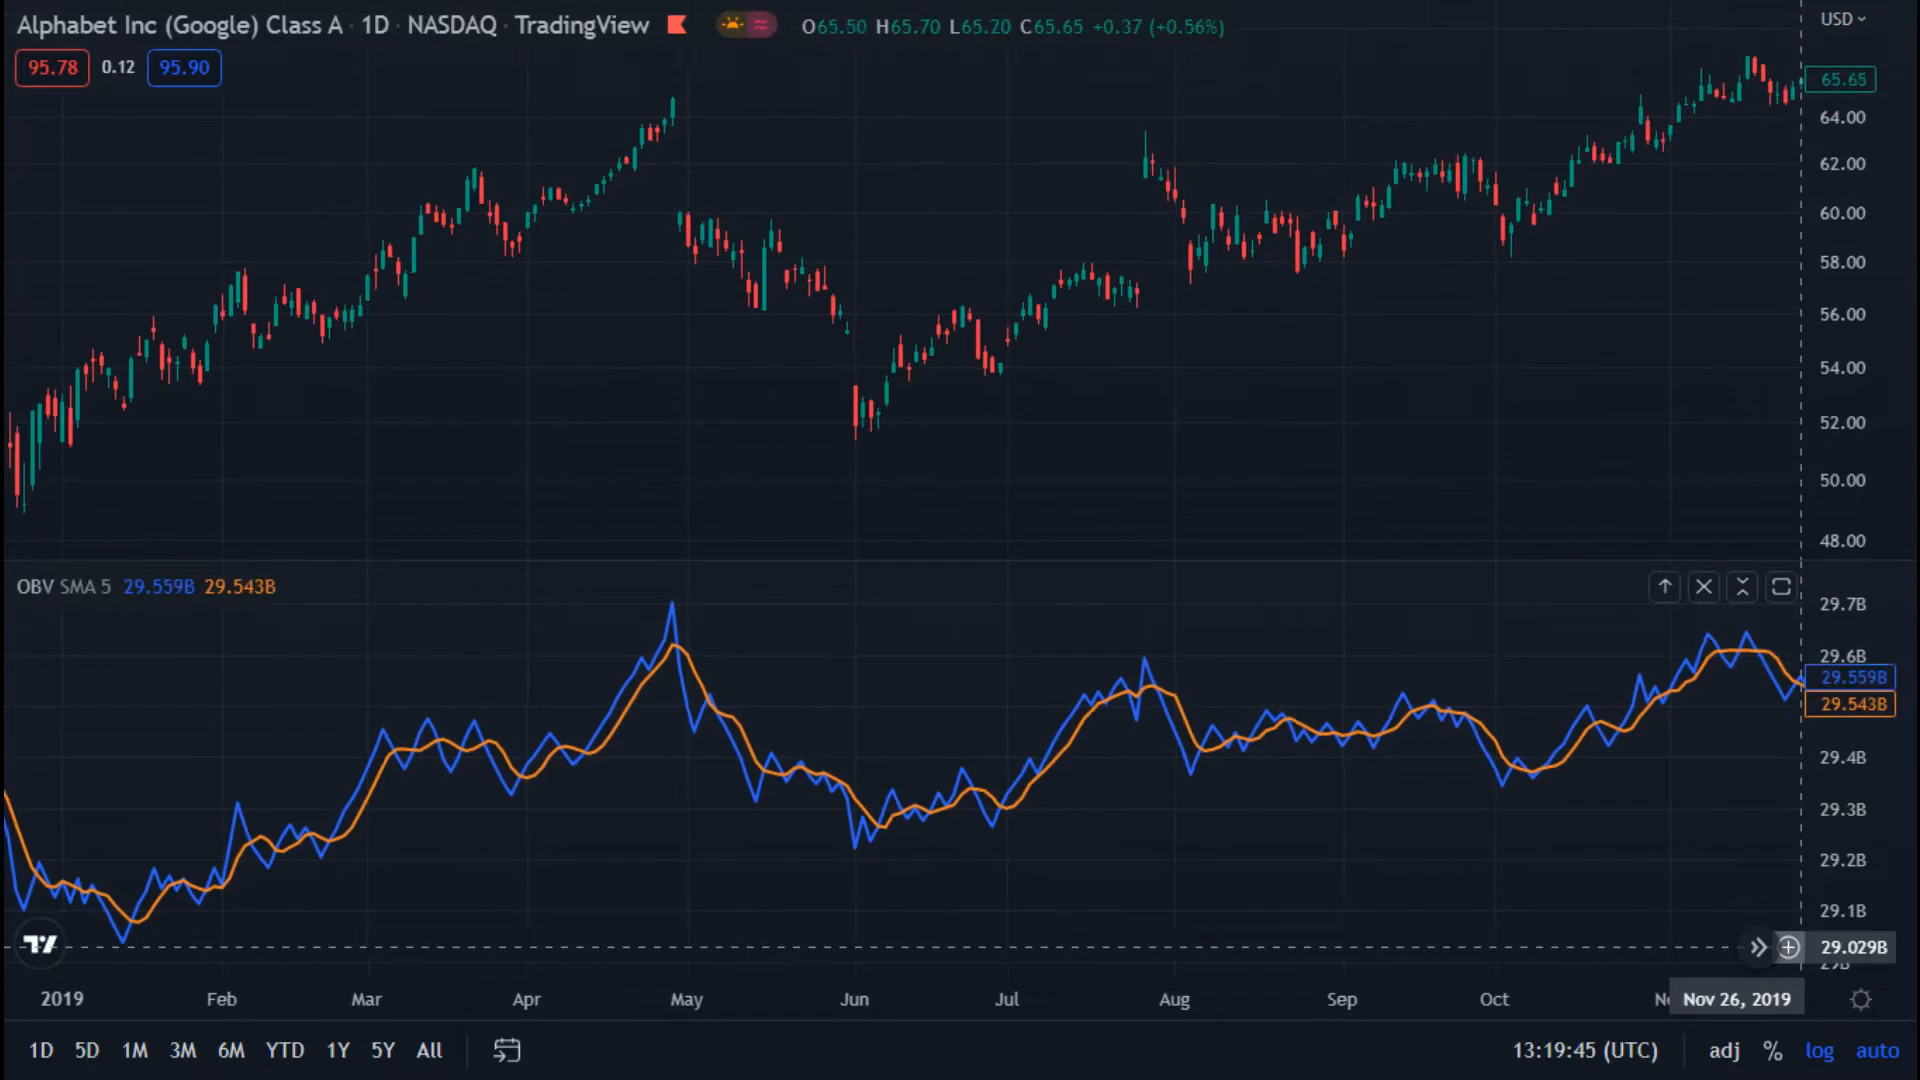 Alphabet Inc (Google) Class A · 1D · NASDAQ · TradingView O65.50 H65.70 L65.20 C65.65 +0.37 (+0.56%) USD
95.78 0.12 95.90
65.65
64.00
62.00
60.00
58.00
56.00
54.00
52.00
50.00
48.00
OBV SMA 5 29.559B 29.543B
29.7B
29.6B
29.559B
29.543B
29.4B
29.3B
29.2B
29.1B
29.029B
29B
2019 Feb Mar Apr May Jun Jul Aug Sep Oct Nov 26, 2019
1D 5D 1M 3M 6M YTD 1Y 5Y All 13:19:45 (UTC) adj % log auto